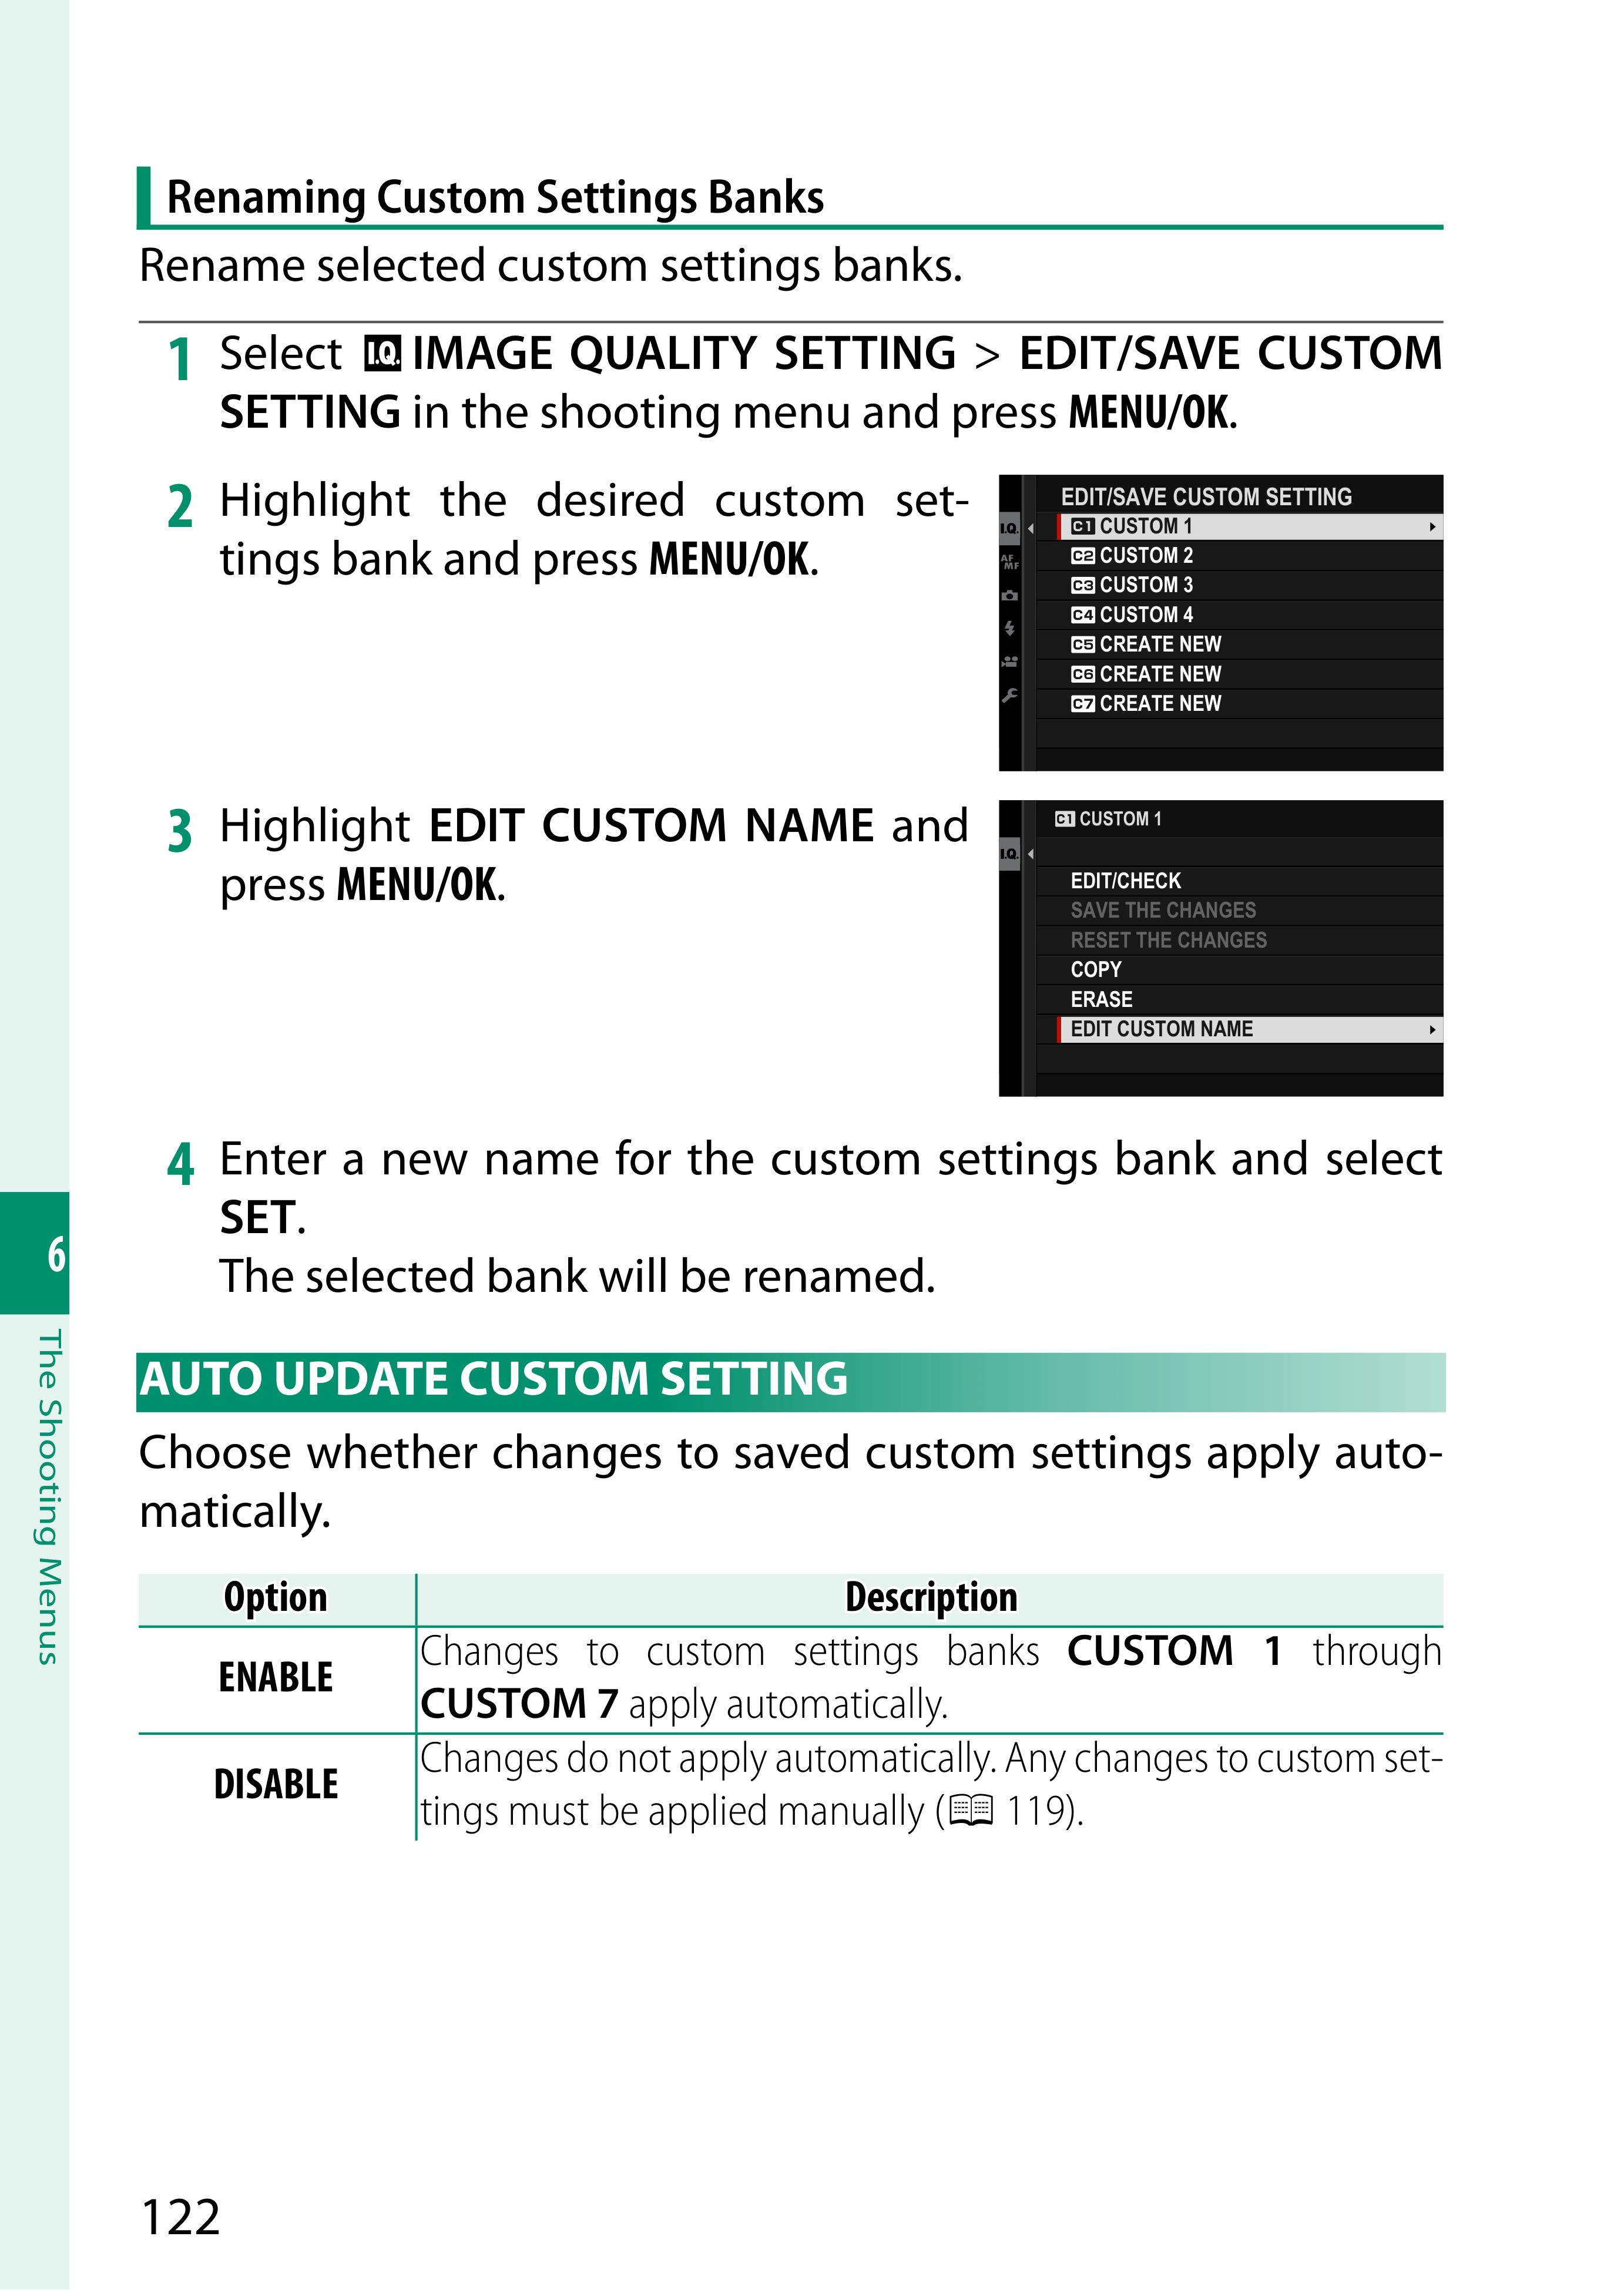 Renaming Custom Settings Banks
Rename selected custom settings banks.
1 Select I.Q. IMAGE QUALITY SETTING > EDIT/SAVE CUSTOM
SETTING in the shooting menu and press MENU/OK.
2 Highlight the desired custom set-
tings bank and press MENU/OK.
EDIT/SAVE CUSTOM SETTING
I.Q.
C1 CUSTOM 1
AF MF
C2 CUSTOM 2
C3 CUSTOM 3
C4 CUSTOM 4
C5 CREATE NEW
C6 CREATE NEW
C7 CREATE NEW
3 Highlight EDIT CUSTOM NAME and
press MENU/OK.
C1 CUSTOM 1
I.Q.
EDIT/CHECK
SAVE THE CHANGES
RESET THE CHANGES
COPY
ERASE
EDIT CUSTOM NAME
4 Enter a new name for the custom settings bank and select
SET.
The selected bank will be renamed.
6
The Shooting Menus
AUTO UPDATE CUSTOM SETTING
Choose whether changes to saved custom settings apply auto-
matically.
Option Description
ENABLE
Changes to custom settings banks CUSTOM 1 through
CUSTOM 7 apply automatically.
DISABLE
Changes do not apply automatically. Any changes to custom set-
tings must be applied manually (119).
122